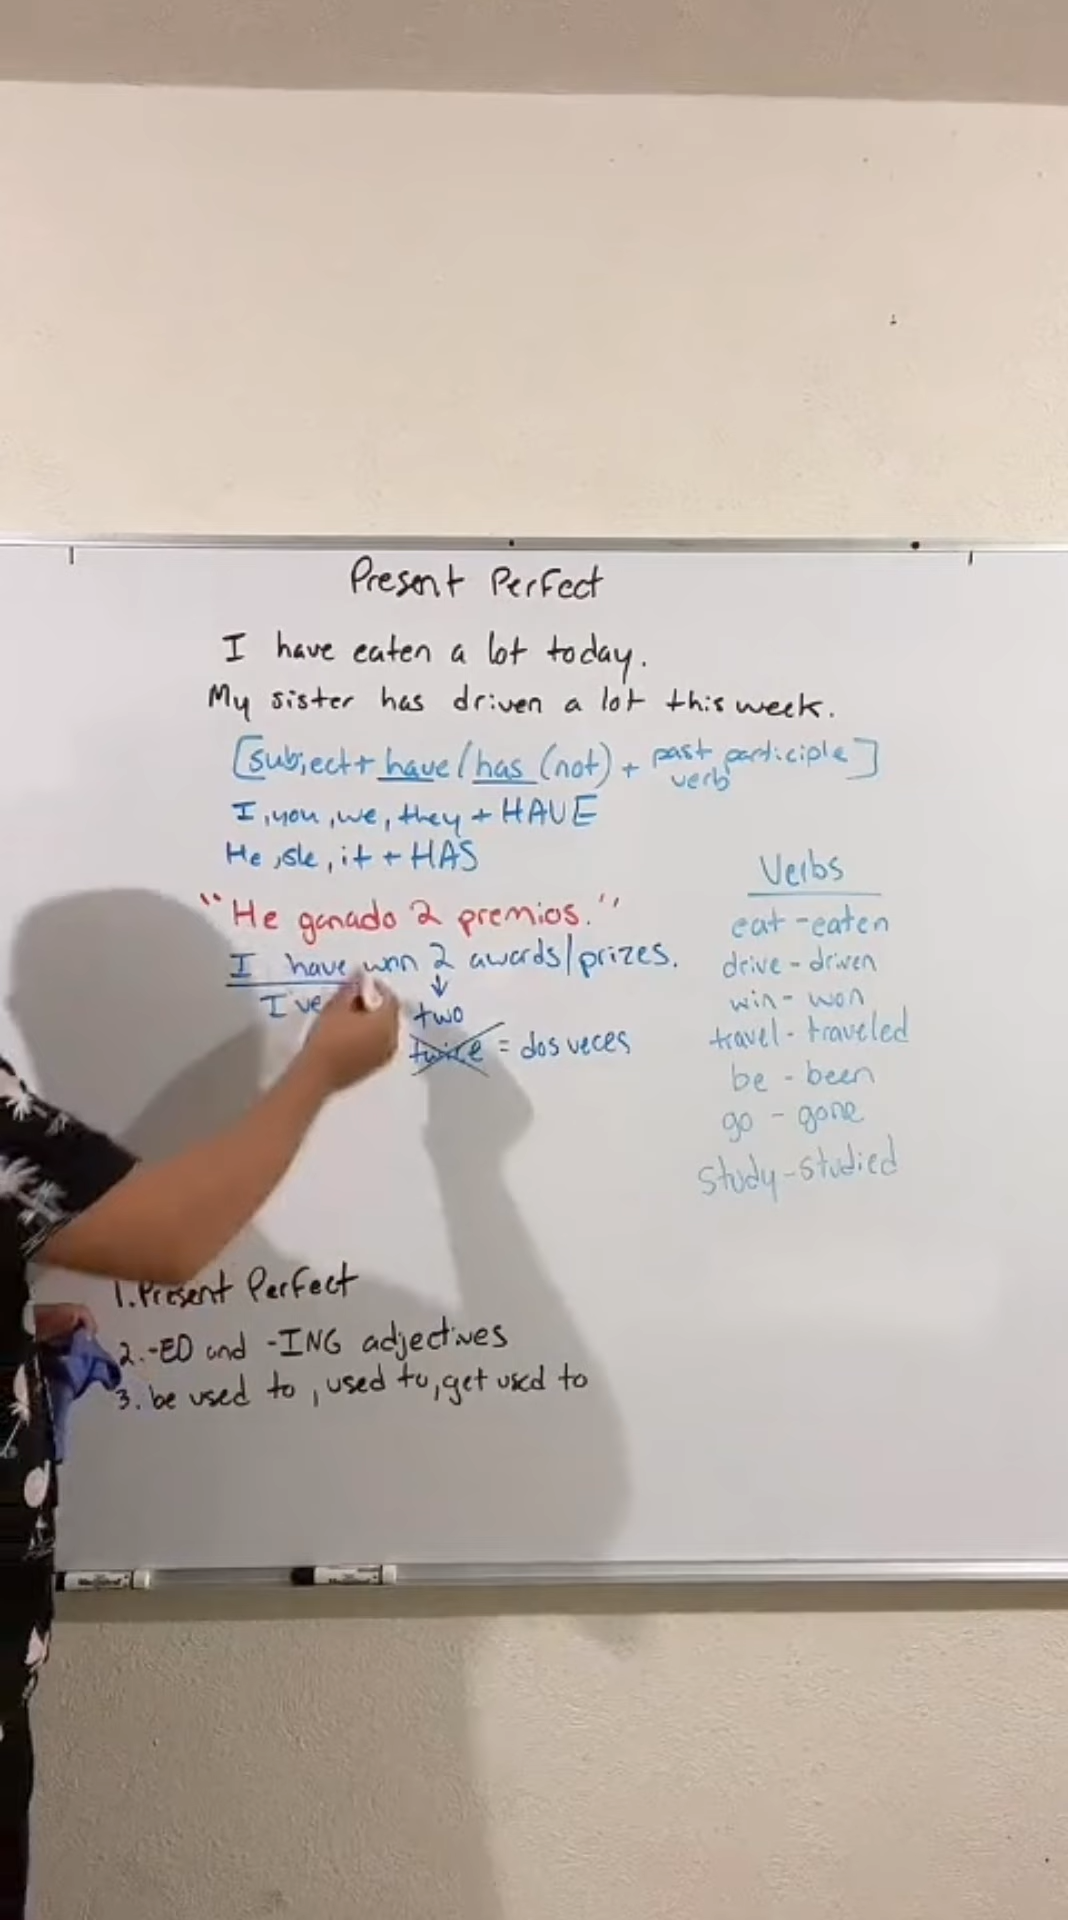 Present Perfect
I have eaten a lot today.
My sister has driven a lot this week.
[subject + have/has (not) + past participle verb]
I, you, we, they + HAVE
He, she, it + HAS
"He ganado 2 premios."
I have won 2 awards/prizes.
I've
two
twice = dos veces
Verbs
eat - eaten
drive - driven
win - won
travel - traveled
be - been
go - gone
study - studied
1. Present Perfect
2. -ED and -ING adjectives
3. be used to, used to, get used to